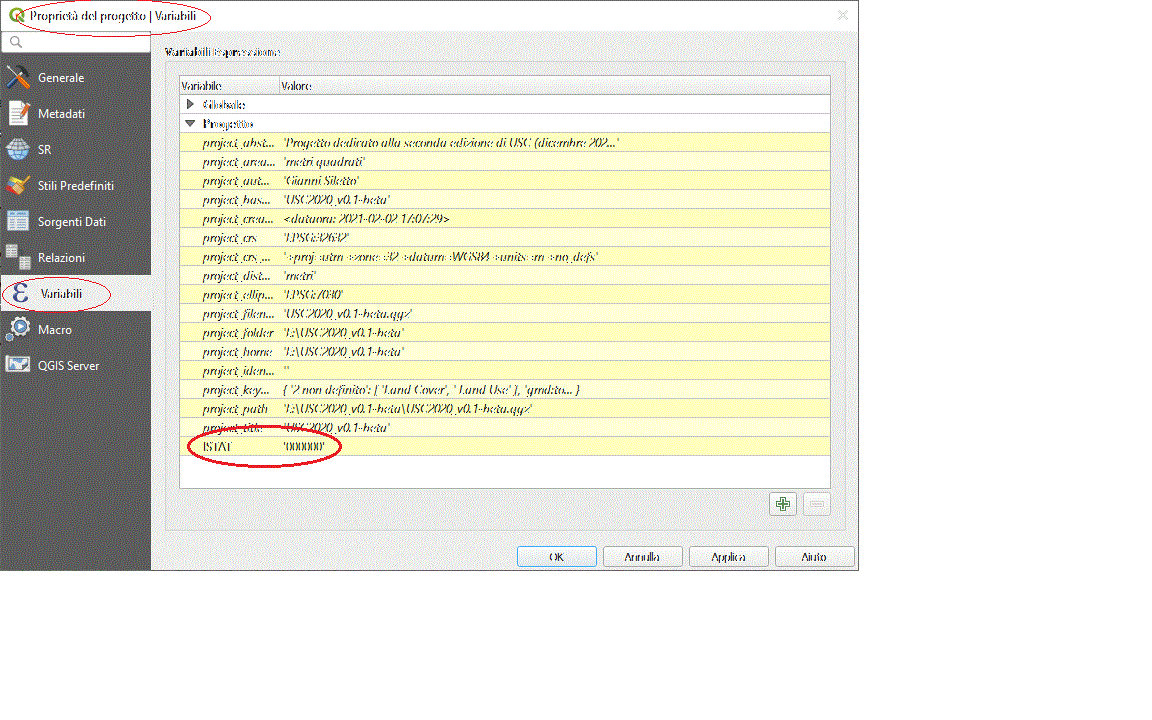 Proprietà del progetto | Variabili
Generale
Metadati
SR
Stili Predefiniti
Sorgenti Dati
Relazioni
Variabili
Macro
QGIS Server
Variabili Espressione
Variabile Valore
Globale
Progetto
project_abst... 'Progetto dedicato alla seconda edizione di USC (dicembre 202...'
project_area... 'metri quadrati'
project_aut... 'Gianni Siletto'
project_bas... 'USC2020_v0.1-beta'
project_crea... <dataora: 2021-02-02 17:07:29>
project_crs 'EPSG:32632'
project_crs_... '+proj=utm +zone=32 +datum=WGS84 +units=m +no_defs'
project_dist... 'metri'
project_ellip... 'EPSG:7030'
project_filen... 'USC2020_v0.1-beta.qgz'
project_folder 'E:\USC2020_v0.1-beta'
project_home 'E:\USC2020_v0.1-beta'
project_iden... ''
project_key... { '2 non definito': [ 'Land Cover', ' Land Use' ], 'gmd:to... }
project_path 'E:\USC2020_v0.1-beta\USC2020_v0.1-beta.qgz'
project_title 'USC2020_v0.1-beta'
ISTAT '000000'
OK Annulla Applica Aiuto